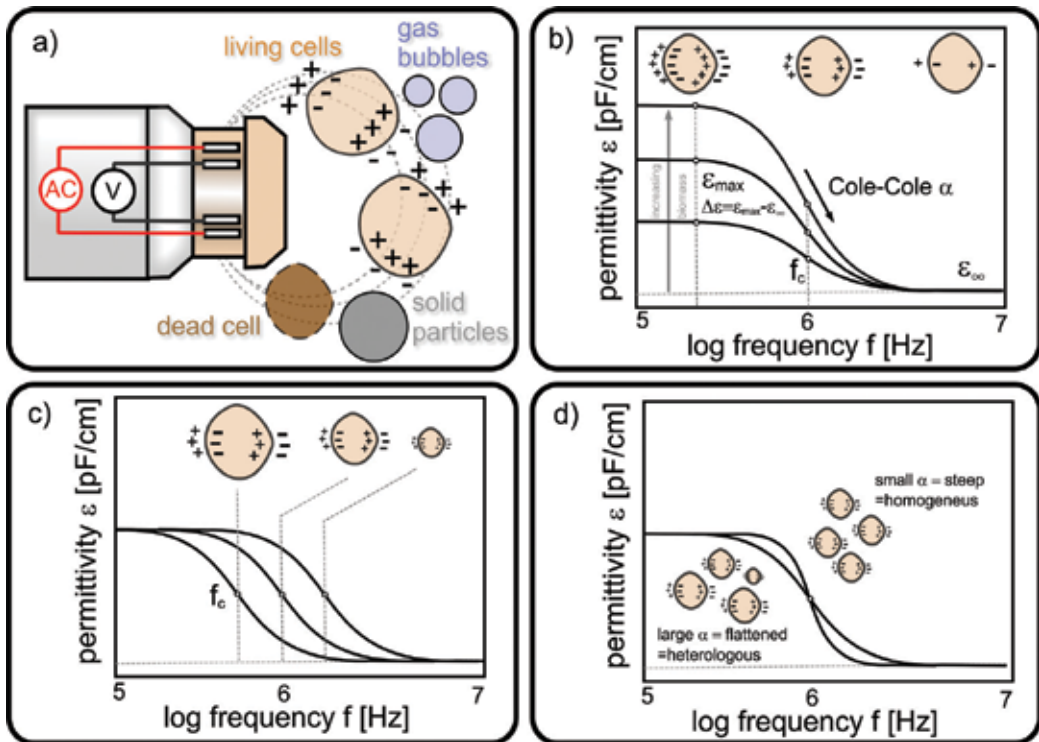 a)
living cells
gas
bubbles
AC
V
dead cell
solid
particles
b)
permittivity ε [pF/cm]
increasing
biomass
εmax
Δε=εmax-ε∞
Cole-Cole α
fc
ε∞
5
6
7
log frequency f [Hz]
c)
permittivity ε [pF/cm]
fc
5
6
7
log frequency f [Hz]
d)
permittivity ε [pF/cm]
small α = steep
=homogeneus
large α = flattened
=heterologous
5
6
7
log frequency f [Hz]